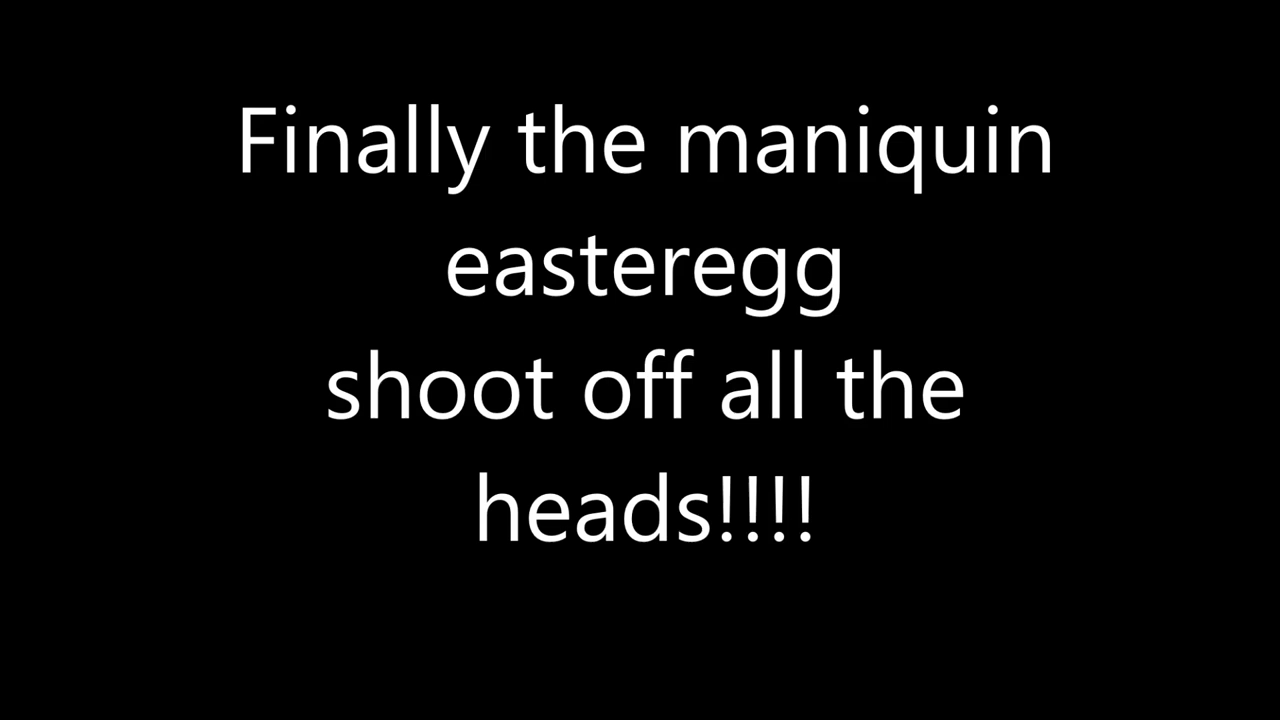 Finally the maniquin
easteregg
shoot off all the
heads!!!!